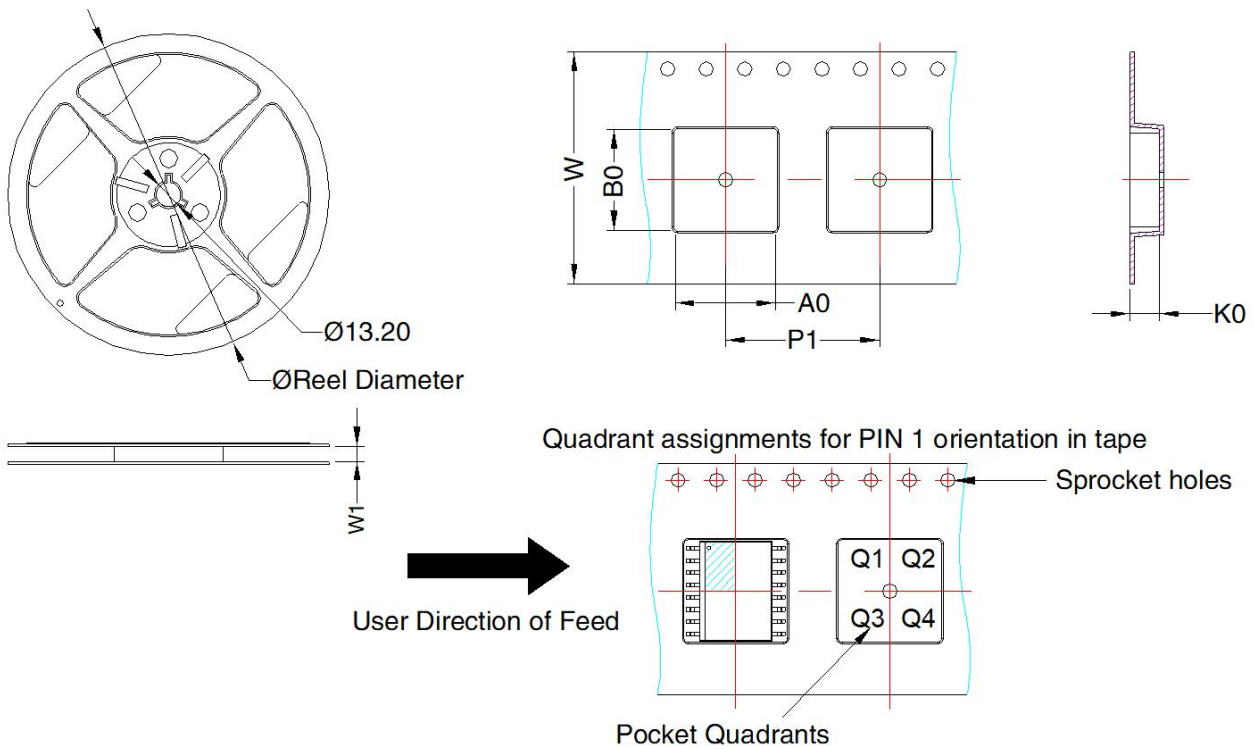 W
B0
A0
P1
K0
Ø13.20
ØReel Diameter
W1
Quadrant assignments for PIN 1 orientation in tape
Sprocket holes
User Direction of Feed
Q1 Q2
Q3 Q4
Pocket Quadrants